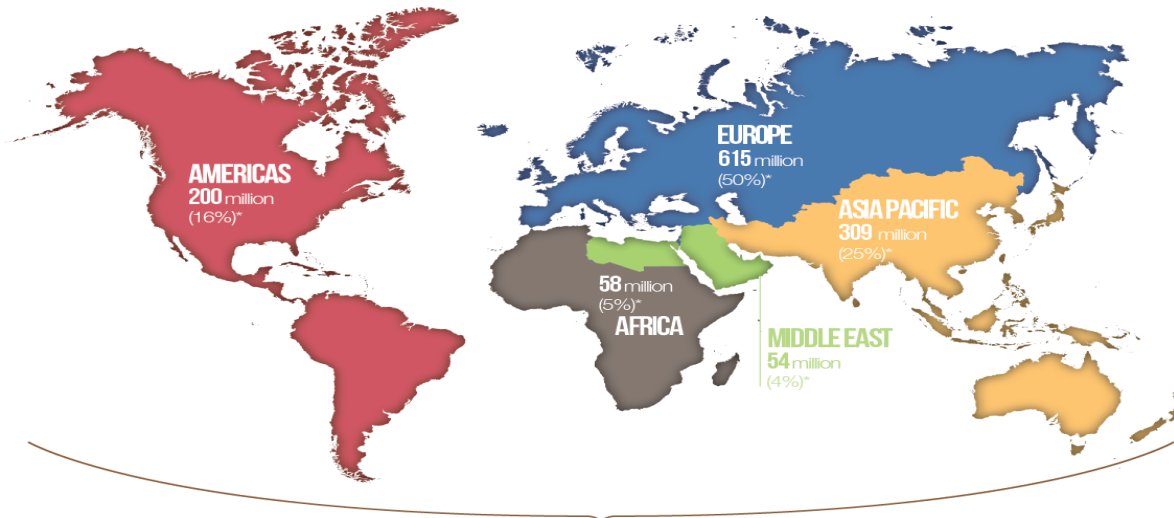 AMERICAS
200 million
(16%)*
EUROPE
615 million
(50%)*
ASIA PACIFIC
309 million
(25%)*
58 million
(5%)*
AFRICA
MIDDLE EAST
54 million
(4%)*